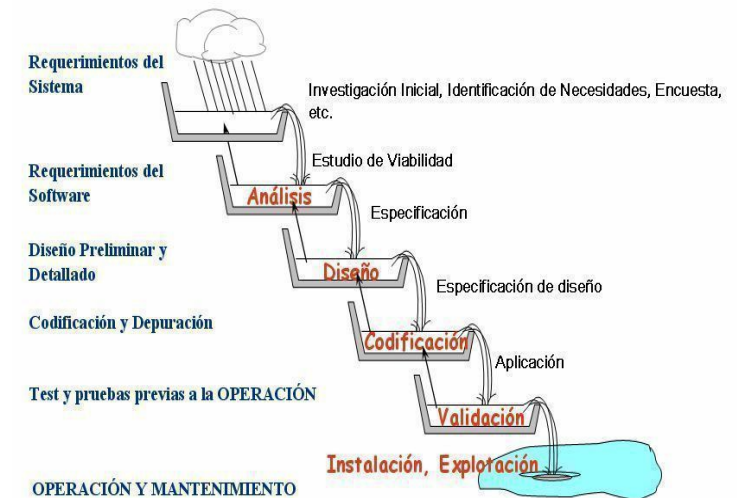 Requerimientos del
Sistema
Investigación Inicial, Identificación de Necesidades, Encuesta,
etc.
Estudio de Viabilidad
Requerimientos del
Software
Análisis
Especificación
Diseño Preliminar y
Detallado
Diseño
Especificación de diseño
Codificación y Depuración
Codificación
Aplicación
Test y pruebas previas a la OPERACIÓN
Validación
Instalación, Explotación
OPERACIÓN Y MANTENIMIENTO